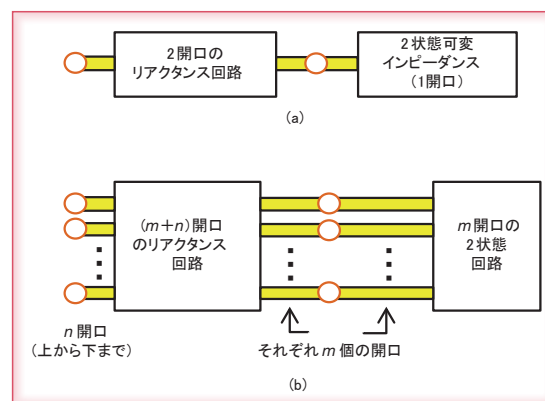 2開口の
リアクタンス回路
2状態可変
インピーダンス
(1開口)
(a)
(m+n)開口
のリアクタンス
回路
m開口の
2状態
回路
n開口
(上から下まで)
それぞれm個の開口
(b)